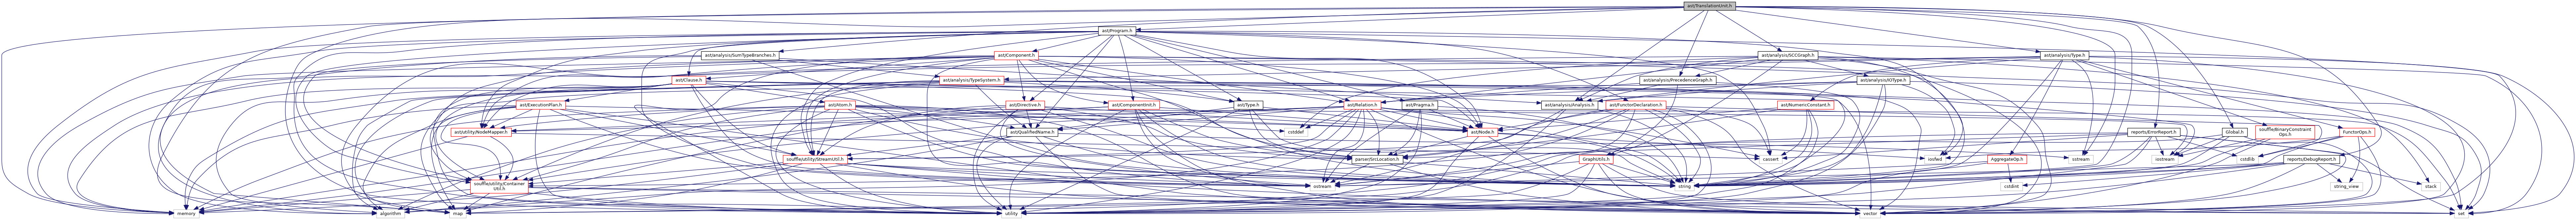 ast/TranslationUnit.h
ast/Program.h
ast/analysis/SumTypeBranches.h
ast/Component.h
ast/analysis/SCCGraph.h
ast/analysis/Type.h
ast/Clause.h
ast/analysis/TypeSystem.h
ast/analysis/PrecedenceGraph.h
ast/analysis/IOType.h
ast/ExecutionPlan.h
ast/Atom.h
ast/Directive.h
ast/ComponentInit.h
ast/Type.h
ast/Relation.h
ast/Pragma.h
ast/analysis/Analysis.h
ast/FunctorDeclaration.h
ast/NumericConstant.h
ast/utility/NodeMapper.h
ast/QualifiedName.h
cstddef
ast/Node.h
reports/ErrorReport.h
Global.h
souffle/BinaryConstraint
Ops.h
FunctorOps.h
souffle/utility/StreamUtil.h
parser/SrcLocation.h
GraphUtils.h
cassert
iosfwd
AggregateOp.h
sstream
iostream
cstdlib
reports/DebugReport.h
souffle/utility/Container
Util.h
ostream
string
cstdint
string_view
stack
memory
algorithm
map
utility
vector
set